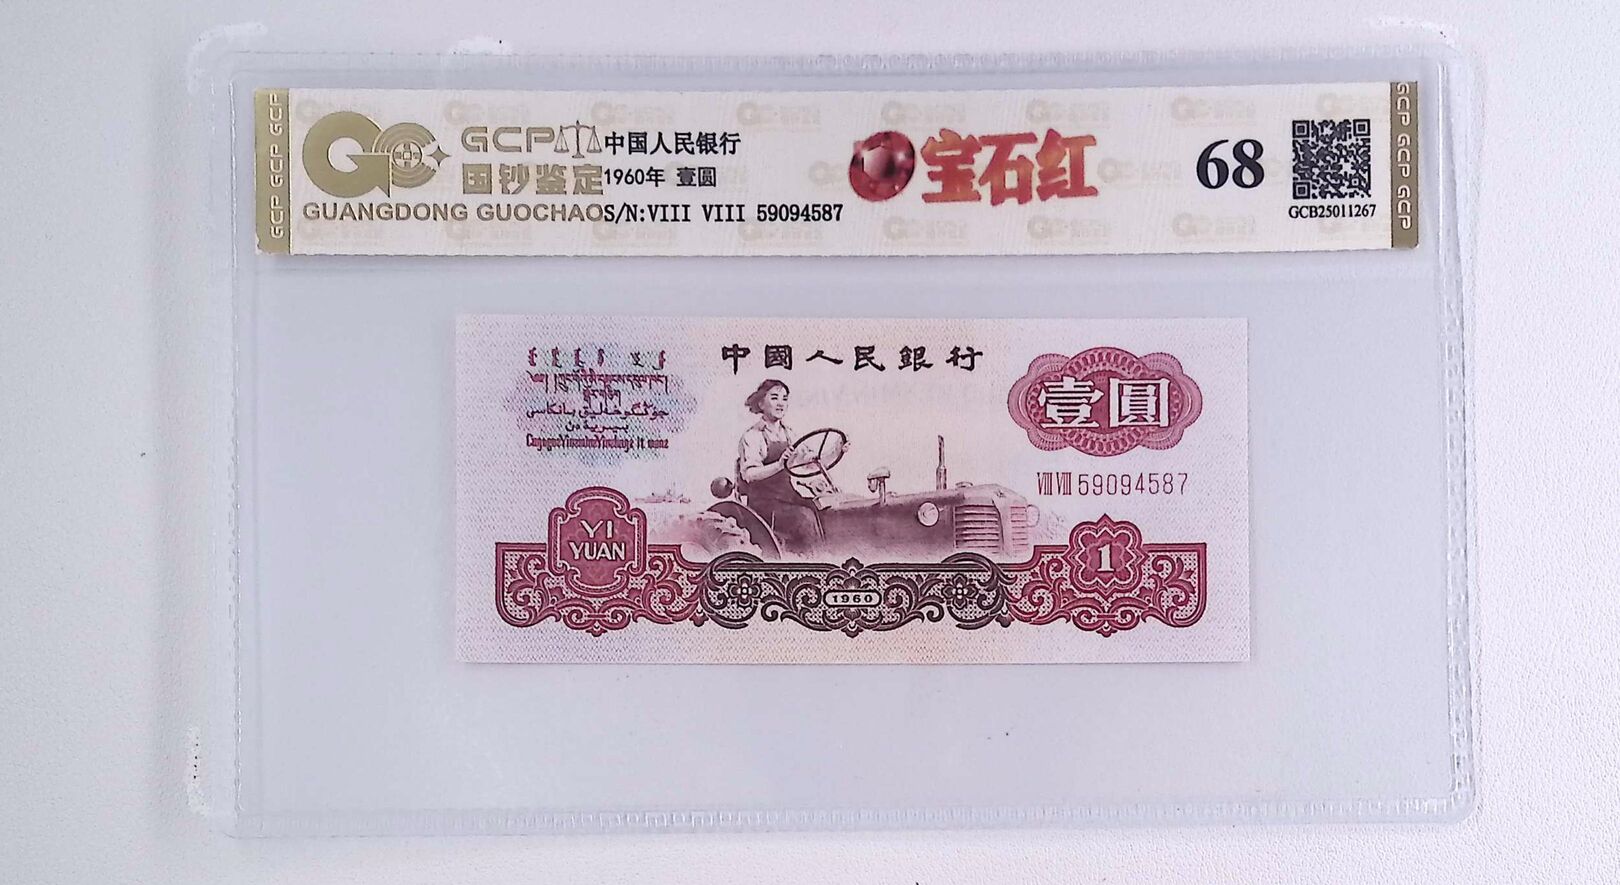 GCP
国钞鉴定
GUANGDONG GUOCHAO
中国人民银行
1960年 壹圆
S/N:VIII VIII 59094587
宝石红
68
GCB25011267
GCP GCP GCP
GCP GCP GCP
中國人民銀行
壹圓
VIII VIII 59094587
YI
YUAN
1960
1